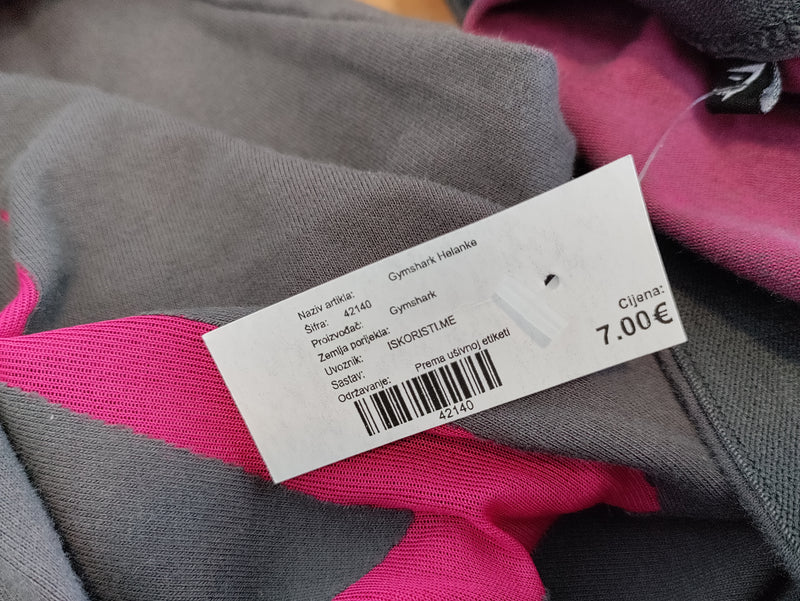 Naziv artikla: Gymshark Helanke
Šifra: 42140
Proizvođač: Gymshark
Zemlja porijekla:
Uvoznik: ISKORISTI.ME
Sastav:
Održavanje: Prema ušivnoj etiketi
42140
Cijena:
7.00€